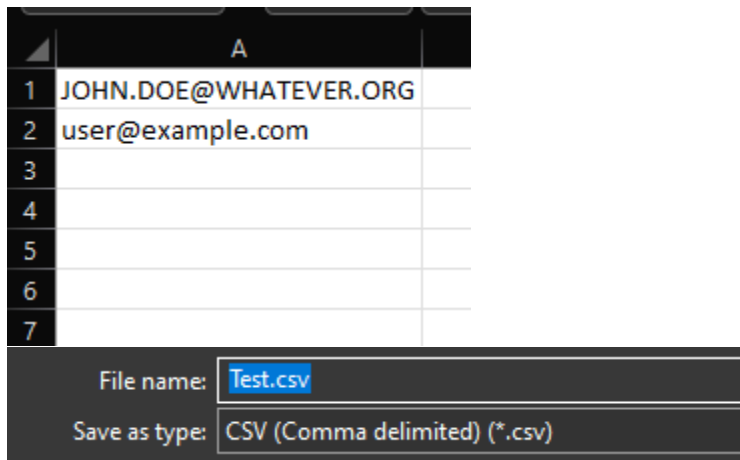 A
1 JOHN.DOE@WHATEVER.ORG
2 user@example.com
3
4
5
6
7
File name: Test.csv
Save as type: CSV (Comma delimited) (*.csv)